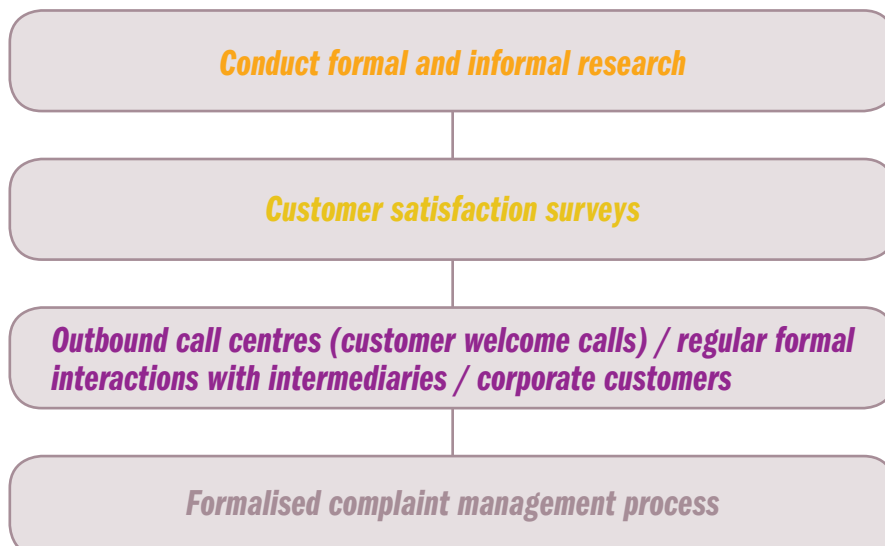 Conduct formal and informal research
Customer satisfaction surveys
Outbound call centres (customer welcome calls) / regular formal
interactions with intermediaries / corporate customers
Formalised complaint management process